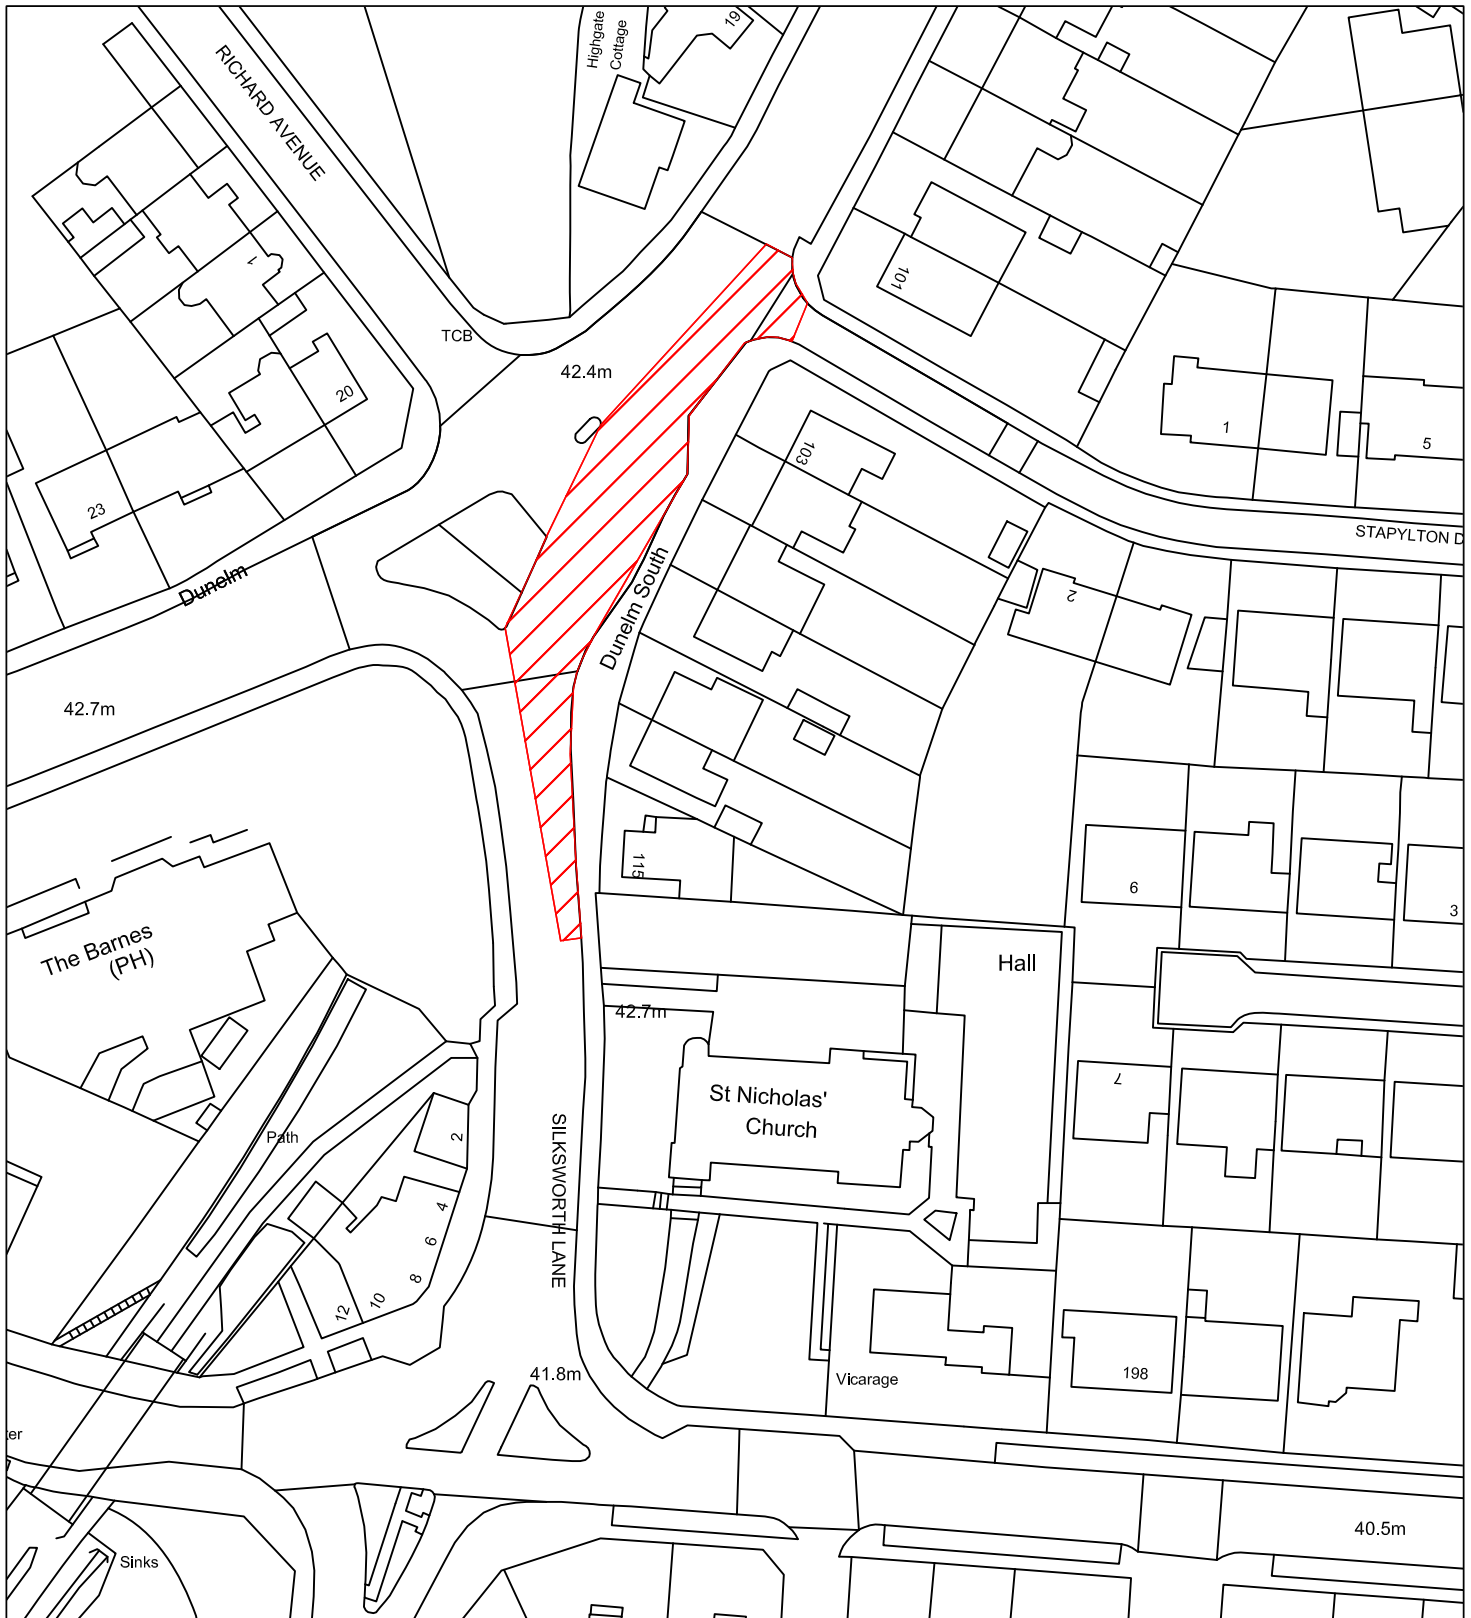 19
Highgate
Cottage
RICHARD AVENUE
1
101
TCB
42.4m
20
1
5
103
23
STAPYLTON D
Dunelm
Dunelm South
2
42.7m
115
6
3
The Barnes
(PH)
Hall
42.7m
7
St Nicholas'
Church
Path
2
SILKSWORTH LANE
4
6
8
10
12
41.8m
Vicarage
198
er
40.5m
Sinks